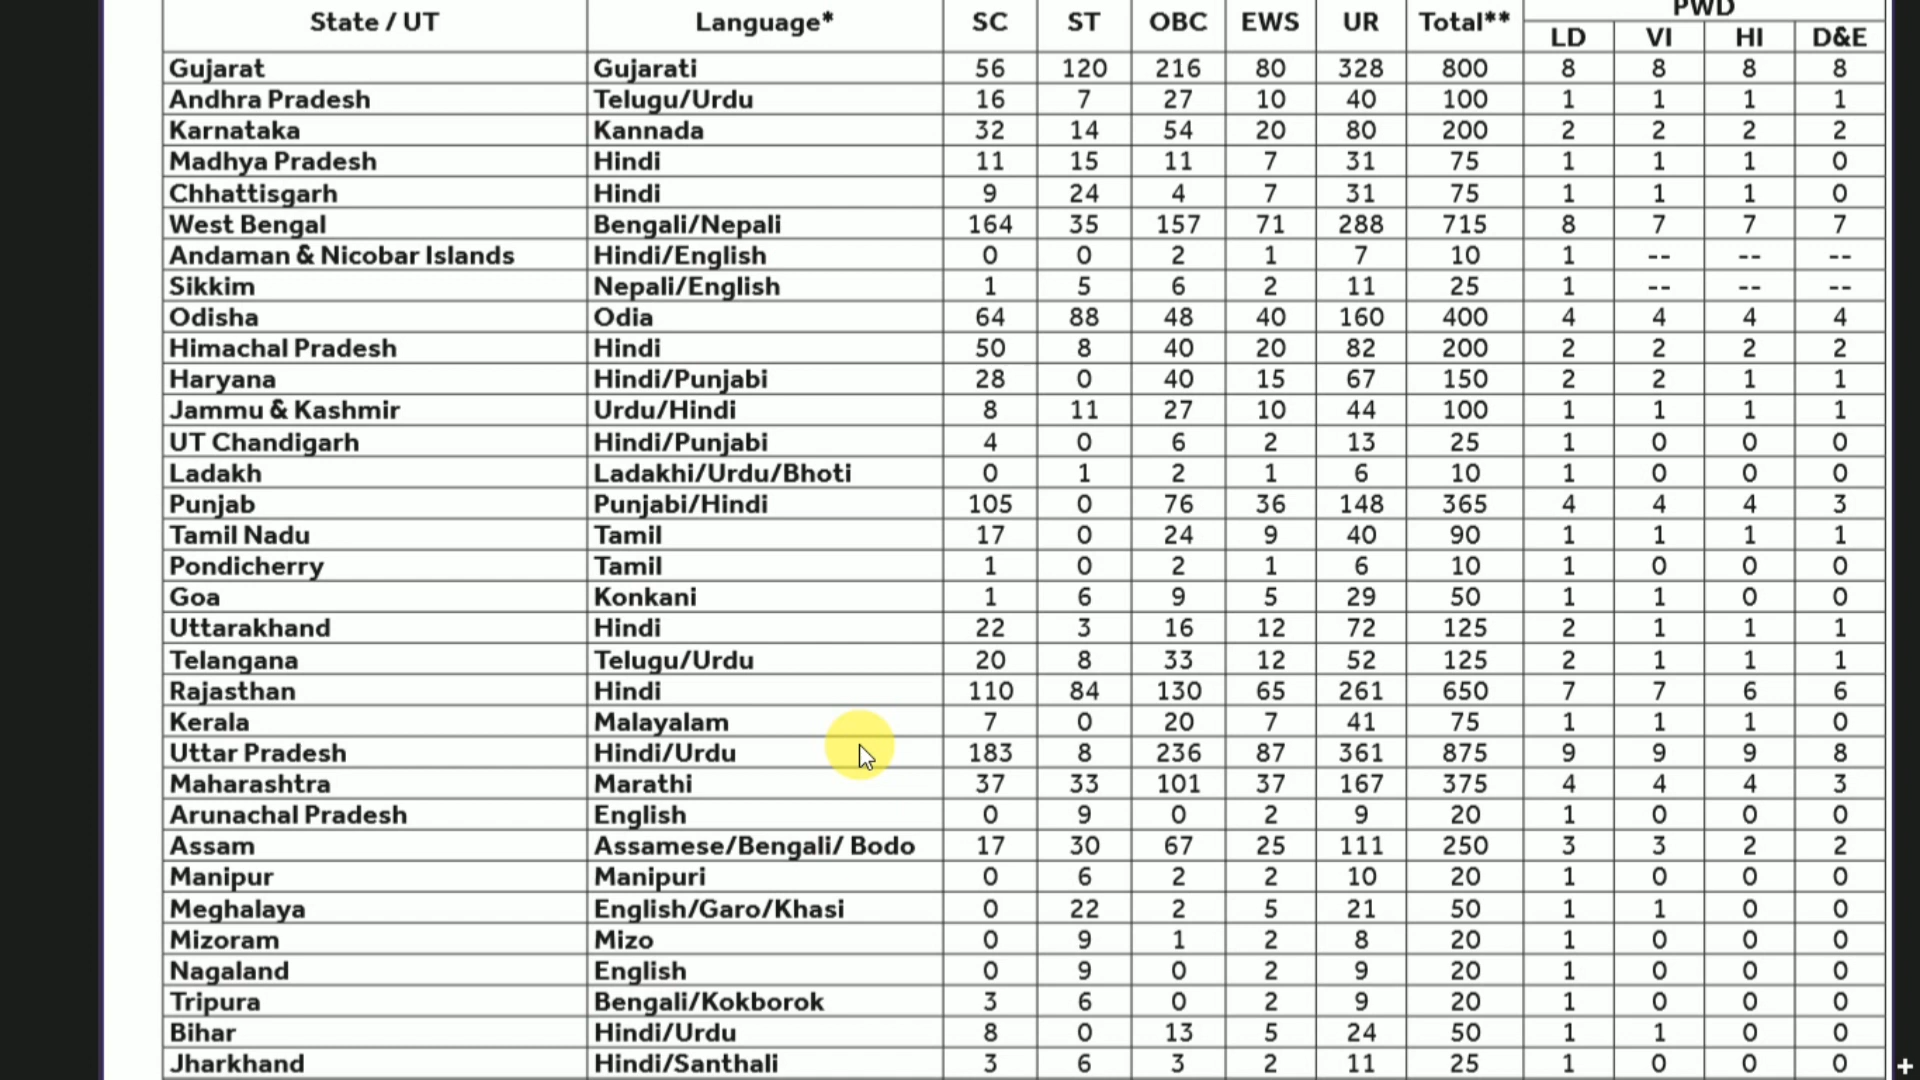 State / UT Language* SC ST OBC EWS UR Total** PWD
LD VI HI D&E
Gujarat Gujarati 56 120 216 80 328 800 8 8 8 8
Andhra Pradesh Telugu/Urdu 16 7 27 10 40 100 1 1 1 1
Karnataka Kannada 32 14 54 20 80 200 2 2 2 2
Madhya Pradesh Hindi 11 15 11 7 31 75 1 1 1 0
Chhattisgarh Hindi 9 24 4 7 31 75 1 1 1 0
West Bengal Bengali/Nepali 164 35 157 71 288 715 8 7 7 7
Andaman & Nicobar Islands Hindi/English 0 0 2 1 7 10 1 -- -- --
Sikkim Nepali/English 1 5 6 2 11 25 1 -- -- --
Odisha Odia 64 88 48 40 160 400 4 4 4 4
Himachal Pradesh Hindi 50 8 40 20 82 200 2 2 2 2
Haryana Hindi/Punjabi 28 0 40 15 67 150 2 2 1 1
Jammu & Kashmir Urdu/Hindi 8 11 27 10 44 100 1 1 1 1
UT Chandigarh Hindi/Punjabi 4 0 6 2 13 25 1 0 0 0
Ladakh Ladakhi/Urdu/Bhoti 0 1 2 1 6 10 1 0 0 0
Punjab Punjabi/Hindi 105 0 76 36 148 365 4 4 4 3
Tamil Nadu Tamil 17 0 24 9 40 90 1 1 1 1
Pondicherry Tamil 1 0 2 1 6 10 1 0 0 0
Goa Konkani 1 6 9 5 29 50 1 1 0 0
Uttarakhand Hindi 22 3 16 12 72 125 2 1 1 1
Telangana Telugu/Urdu 20 8 33 12 52 125 2 1 1 1
Rajasthan Hindi 110 84 130 65 261 650 7 7 6 6
Kerala Malayalam 7 0 20 7 41 75 1 1 1 0
Uttar Pradesh Hindi/Urdu 183 8 236 87 361 875 9 9 9 8
Maharashtra Marathi 37 33 101 37 167 375 4 4 4 3
Arunachal Pradesh English 0 9 0 2 9 20 1 0 0 0
Assam Assamese/Bengali/ Bodo 17 30 67 25 111 250 3 3 2 2
Manipur Manipuri 0 6 2 2 10 20 1 0 0 0
Meghalaya English/Garo/Khasi 0 22 2 5 21 50 1 1 0 0
Mizoram Mizo 0 9 1 2 8 20 1 0 0 0
Nagaland English 0 9 0 2 9 20 1 0 0 0
Tripura Bengali/Kokborok 3 6 0 2 9 20 1 0 0 0
Bihar Hindi/Urdu 8 0 13 5 24 50 1 1 0 0
Jharkhand Hindi/Santhali 3 6 3 2 11 25 1 0 0 0